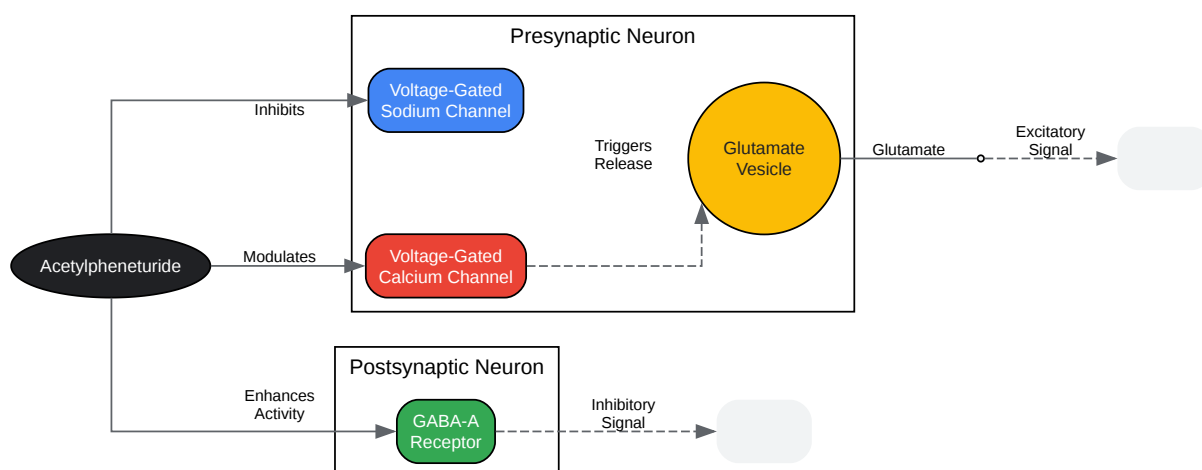 Presynaptic Neuron
Voltage-Gated
Sodium Channel
Inhibits
Triggers
Release
Glutamate
Vesicle
Glutamate
Excitatory
Signal
Acetylpheneturide
Modulates
Voltage-Gated
Calcium Channel
Postsynaptic Neuron
Enhances
Activity
GABA-A
Receptor
Inhibitory
Signal